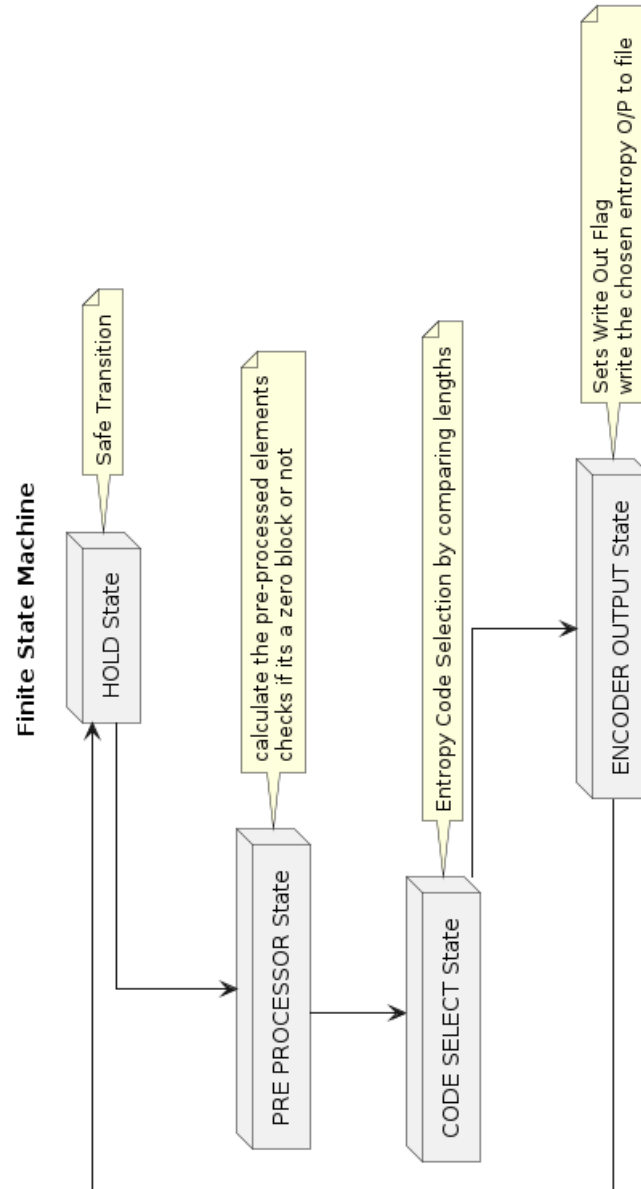 Finite State Machine
Safe Transition
HOLD State
calculate the pre-processed elements
checks if its a zero block or not
PRE PROCESSOR State
Entropy Code Selection by comparing lengths
CODE SELECT State
Sets Write Out Flag
write the chosen entropy O/P to file
ENCODER OUTPUT State